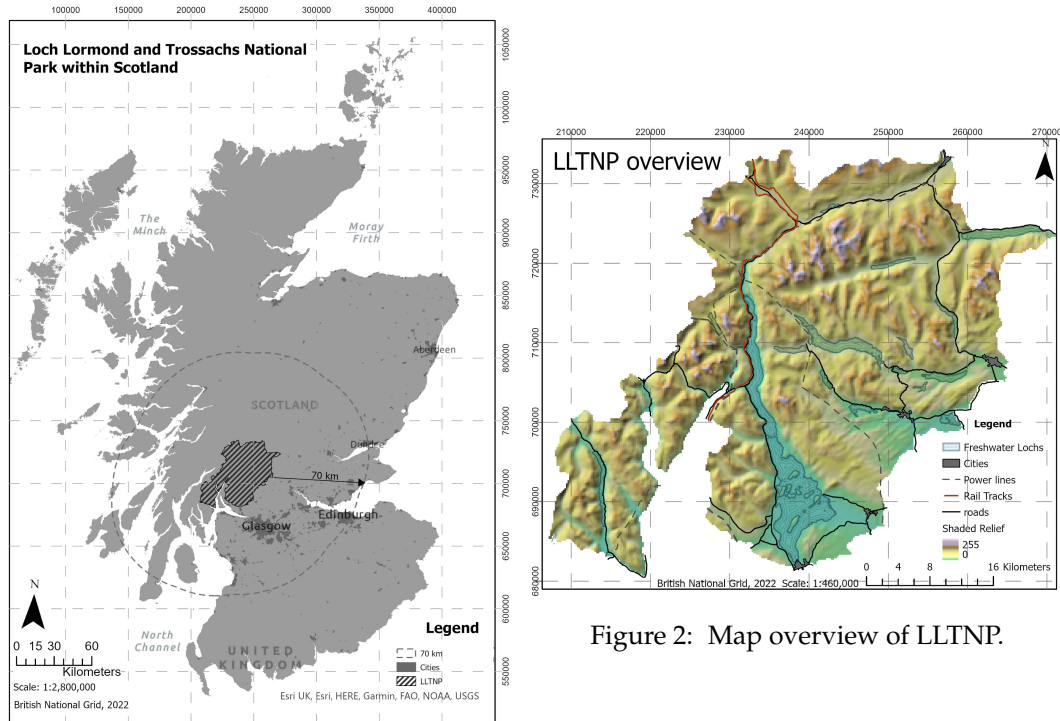 100000 150000 200000 250000 300000 350000 400000
Loch Lormond and Trossachs National
Park within Scotland
1050000
1000000
950000
900000
850000
800000
750000
700000
650000
600000
550000
The
Minch
Moray
Firth
Aberdeen
SCOTLAND
Dundee
70 km
Edinburgh
Glasgow
North
Channel
UNITED
KINGDOM
N
0 15 30 60
Kilometers
Scale: 1:2,800,000
British National Grid, 2022
Legend
70 km
Cities
LLTNP
Esri UK, Esri, HERE, Garmin, FAO, NOAA, USGS
210000 220000 230000 240000 250000 260000 270000
LLTNP overview
N
730000
720000
710000
700000
690000
680000
Legend
Freshwater Lochs
Cities
Power lines
Rail Tracks
roads
Shaded Relief
255
0
16 Kilometers
0 2 4 8 12
British National Grid, 2022 Scale: 1:460,000
Figure 2: Map overview of LLTNP.